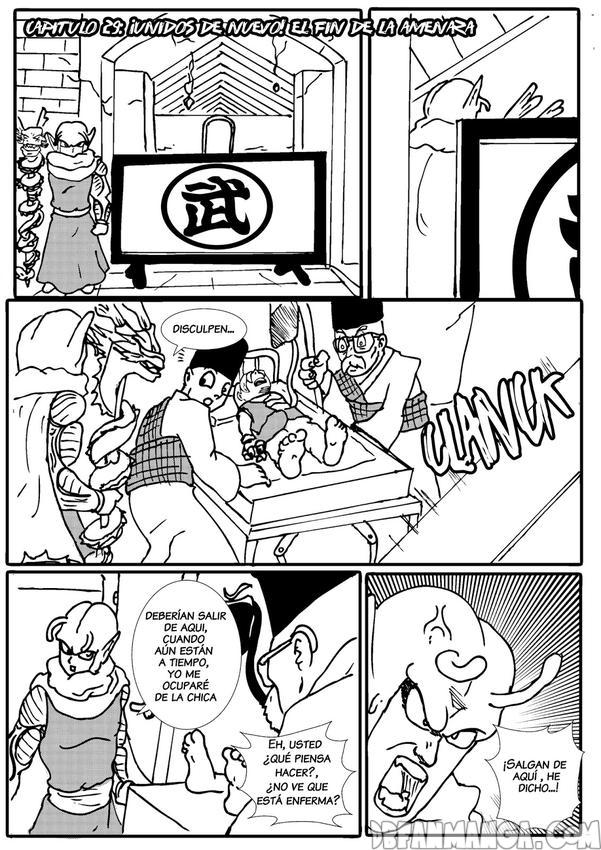 CAPITULO 29: ¡UNIDOS DE NUEVO! EL FIN DE LA AMENAZA
武
DISCULPEN...
CLANCK
DEBERÍAN SALIR
DE AQUI,
CUANDO
AÚN ESTÁN
A TIEMPO,
YO ME
OCUPARÉ
DE LA CHICA
EH, USTED
¿QUÉ PIENSA
HACER?,
¿NO VE QUE
ESTÁ ENFERMA?
¡SALGAN DE
AQUÍ , HE
DICHO...!
DBFANMANGA.COM